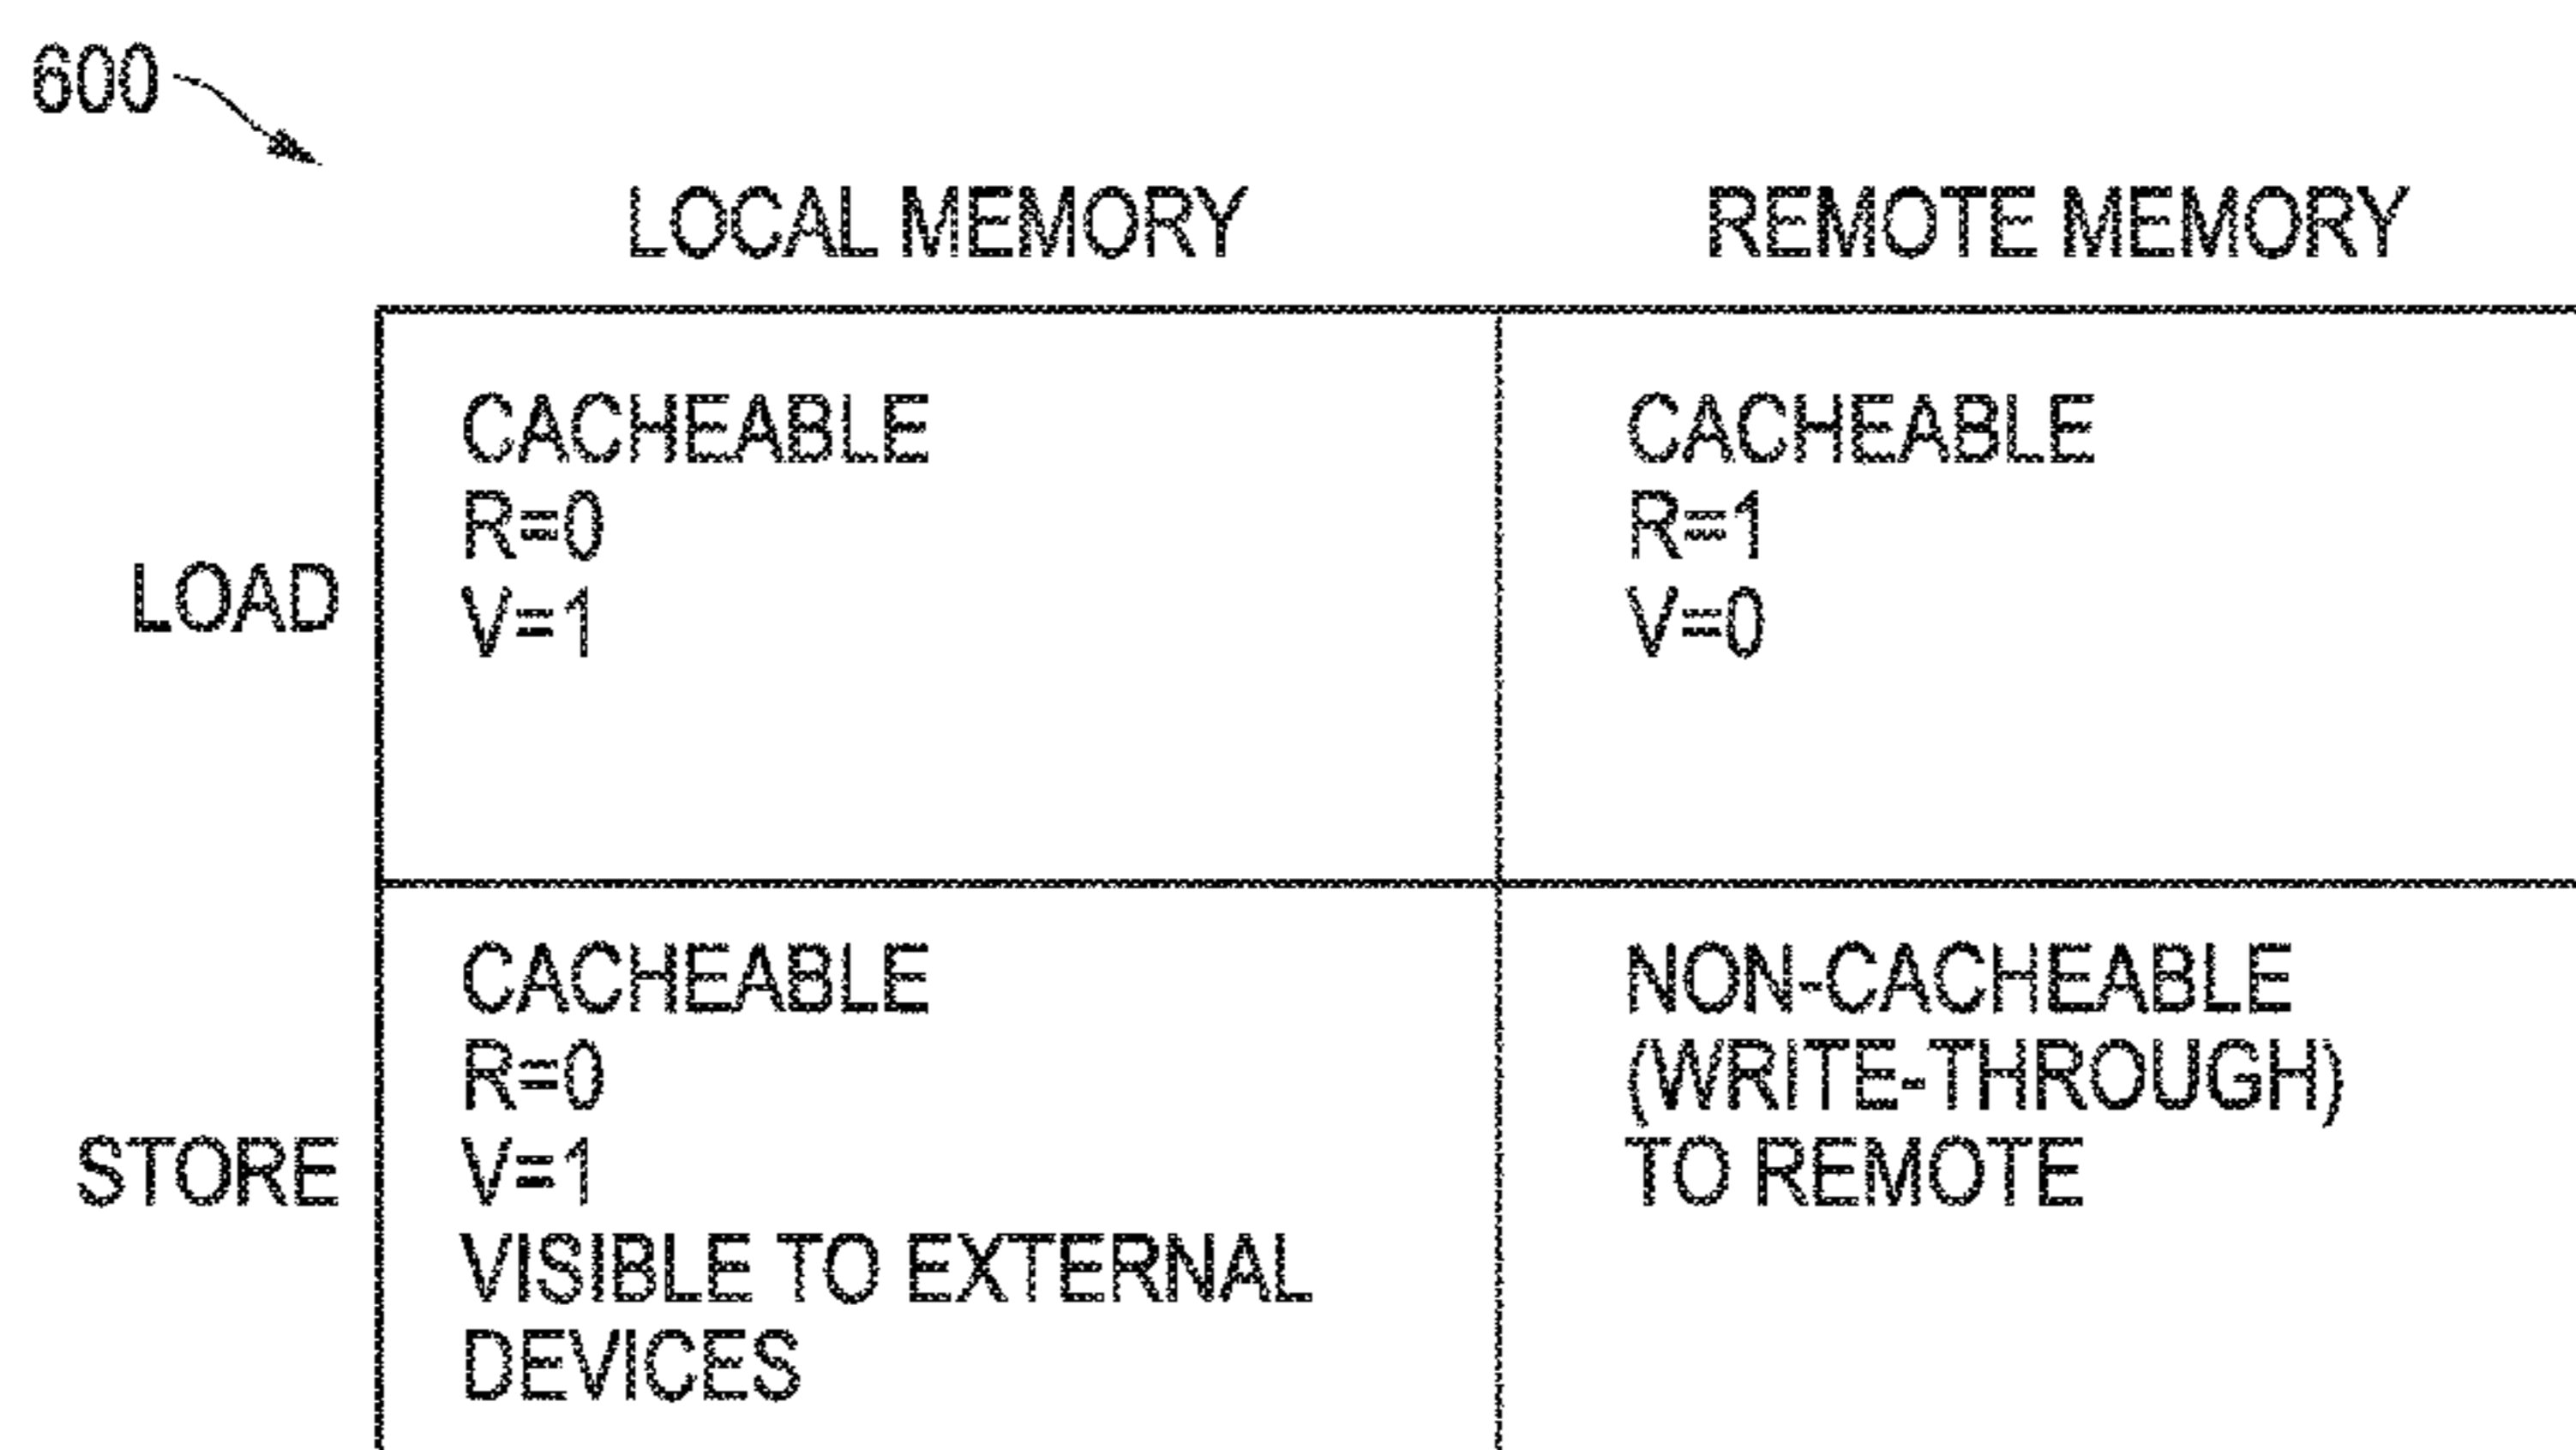 600
LOCAL MEMORY
REMOTE MEMORY
LOAD
CACHEABLE
R=0
V=1
CACHEABLE
R=1
V=0
STORE
CACHEABLE
R=0
V=1
VISIBLE TO EXTERNAL
DEVICES
NON-CACHEABLE
(WRITE-THROUGH)
TO REMOTE